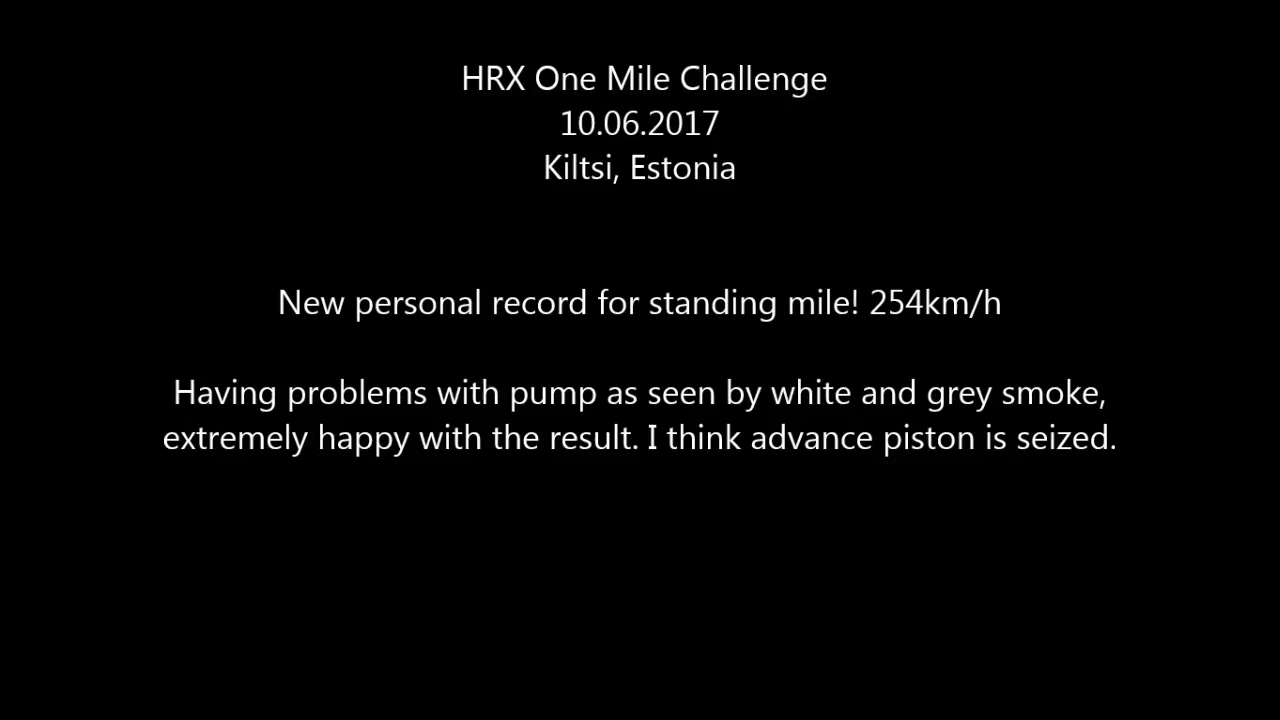 HRX One Mile Challenge
10.06.2017
Kiltsi, Estonia
New personal record for standing mile! 254km/h
Having problems with pump as seen by white and grey smoke,
extremely happy with the result. I think advance piston is seized.